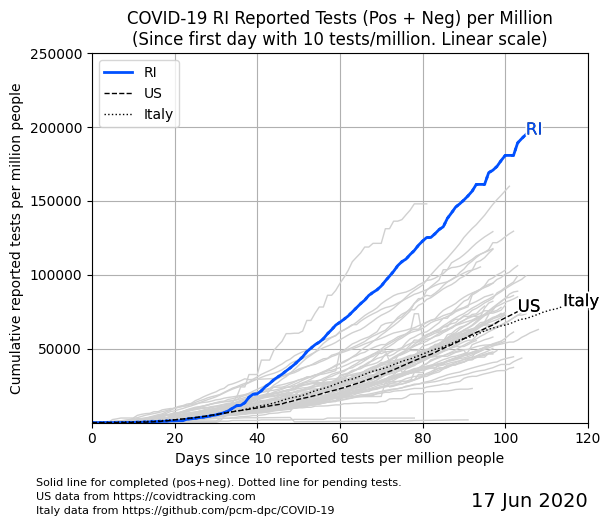 COVID-19 RI Reported Tests (Pos + Neg) per Million
(Since first day with 10 tests/million. Linear scale)
Cumulative reported tests per million people
250000
200000
150000
100000
50000
RI
US
Italy
RI
US
Italy
0 20 40 60 80 100 120
Days since 10 reported tests per million people
Solid line for completed (pos+neg). Dotted line for pending tests.
US data from https://covidtracking.com
Italy data from https://github.com/pcm-dpc/COVID-19
17 Jun 2020